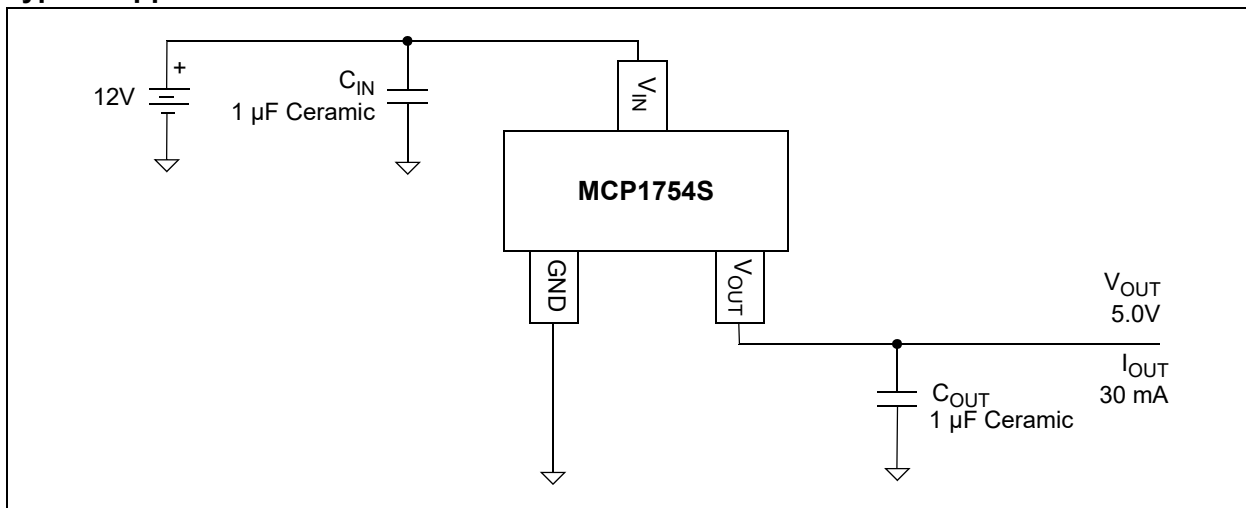 12V
+
C_IN
1 µF Ceramic
V_IN
MCP1754S
GND
V_OUT
V_OUT
5.0V
I_OUT
30 mA
C_OUT
1 µF Ceramic